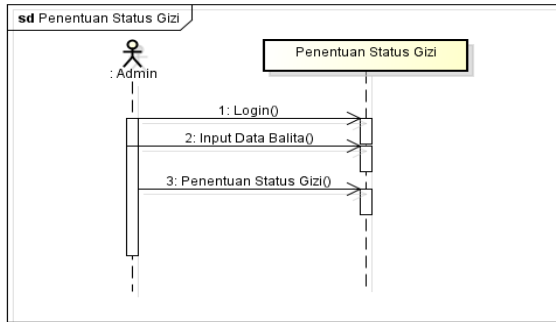 sd Penentuan Status Gizi
: Admin
Penentuan Status Gizi
1: Login()
2: Input Data Balita()
3: Penentuan Status Gizi()